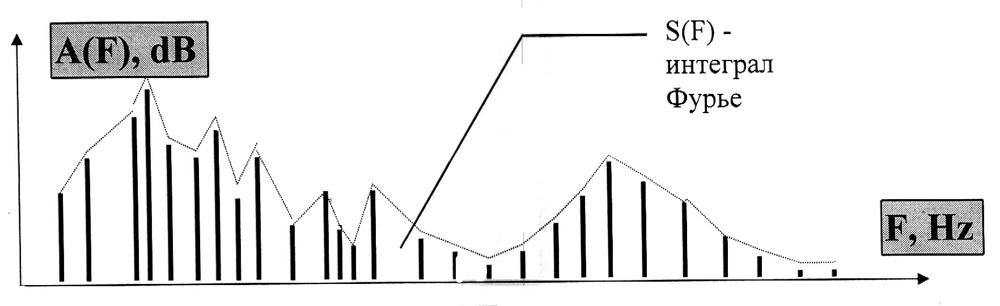 A(F), dB
S(F) -
интеграл
Фурье
F, Hz